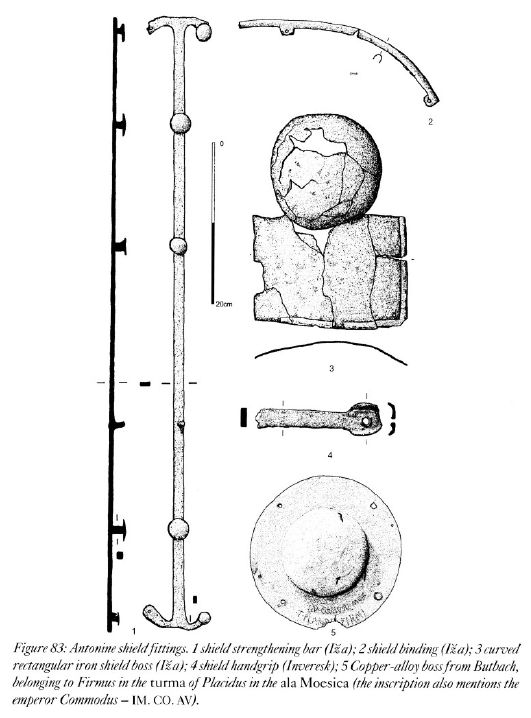 0
2
20cm
3
4
1
5
Figure 83: Antonine shield fittings. 1 shield strengthening bar (Iža); 2 shield binding (Iža); 3 curved
rectangular iron shield boss (Iža); 4 shield handgrip (Inveresk); 5 Copper-alloy boss from Butbach,
belonging to Firmus in the turma of Placidus in the ala Moesica (the inscription also mentions the
emperor Commodus – IM. CO. AV).